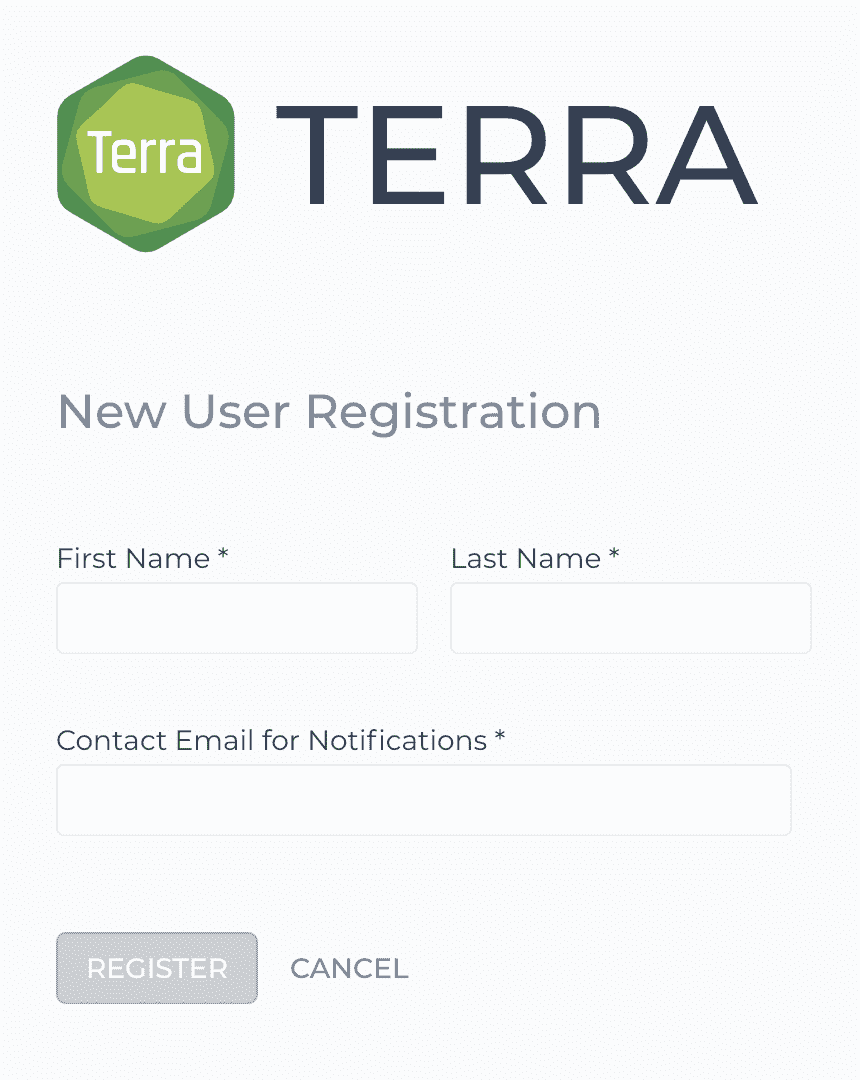 Terra TERRA
New User Registration
First Name * Last Name *
Contact Email for Notifications *
REGISTER CANCEL